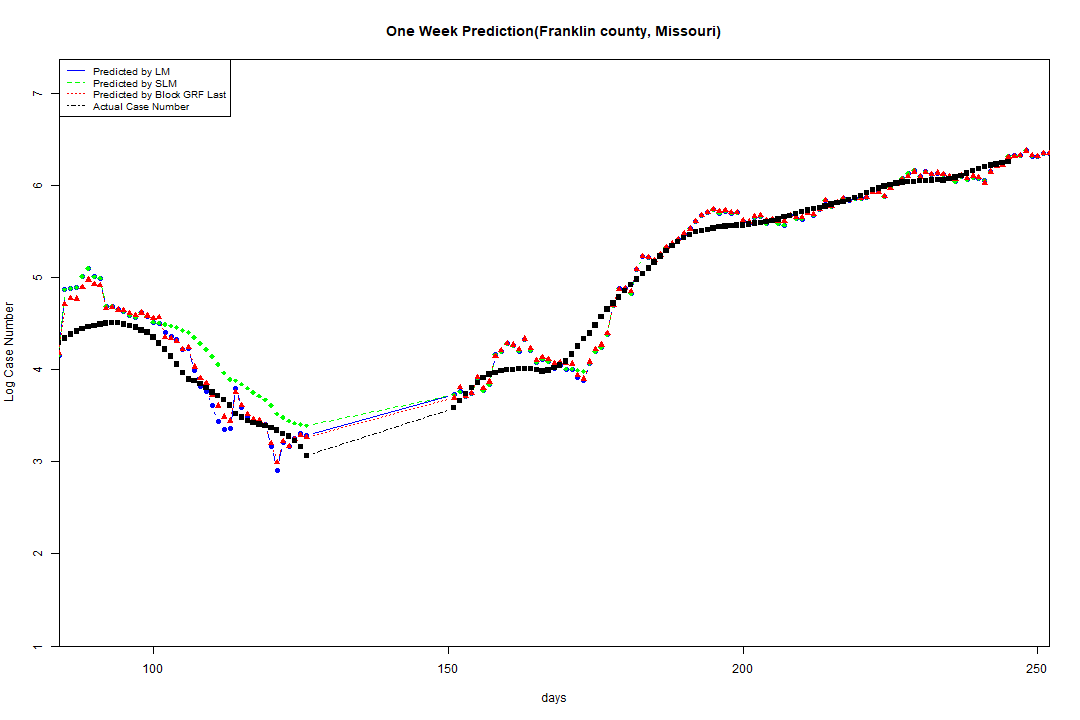 One Week Prediction(Franklin county, Missouri)
Predicted by LM
Predicted by SLM
Predicted by Block GRF Last
Actual Case Number
7
6
5
4
3
2
1
Log Case Number
100
150
200
250
days